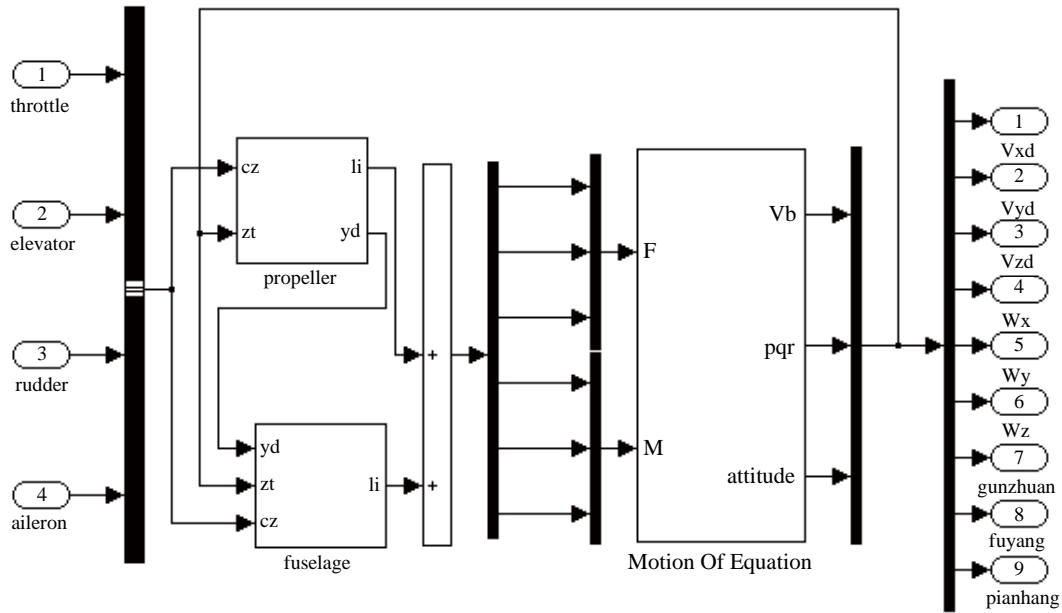 1
throttle
2
elevator
3
rudder
4
aileron
cz
li
zt
yd
propeller
yd
zt
li
cz
fuselage
+
+
F
M
Vb
pqr
attitude
Motion Of Equation
1
Vxd
2
Vyd
3
Vzd
4
Wx
5
Wy
6
Wz
7
gunzhuan
8
fuyang
9
pianhang